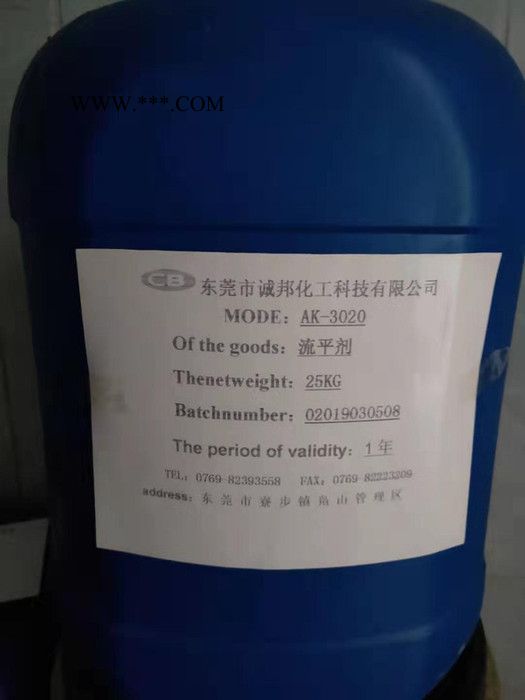 WWW.***.COM
CB 东莞市诚邦化工科技有限公司
MODE: AK-3020
Of the goods: 流平剂
Thenetweight: 25KG
Batchnumber: 02019030508
The period of validity: 1年
TEL: 0769-82393558 FAX: 0769-82223209
address: 东莞市寮步镇凫山管理区